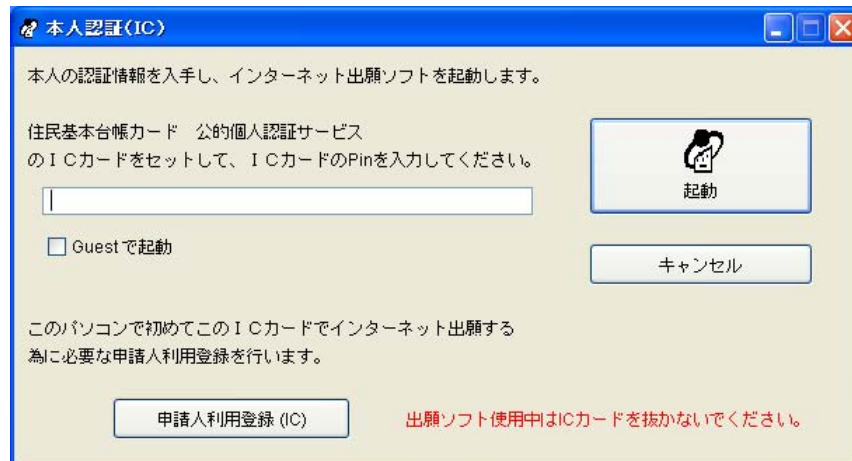 本人認証(IC)
本人の認証情報を入手し、インターネット出願ソフトを起動します。
住民基本台帳カード　公的個人認証サービス
のＩＣカードをセットして、ＩＣカードのPinを入力してください。
起動
Guestで起動
キャンセル
このパソコンで初めてこのＩＣカードでインターネット出願する
為に必要な申請人利用登録を行います。
申請人利用登録 (IC)
出願ソフト使用中はICカードを抜かないでください。